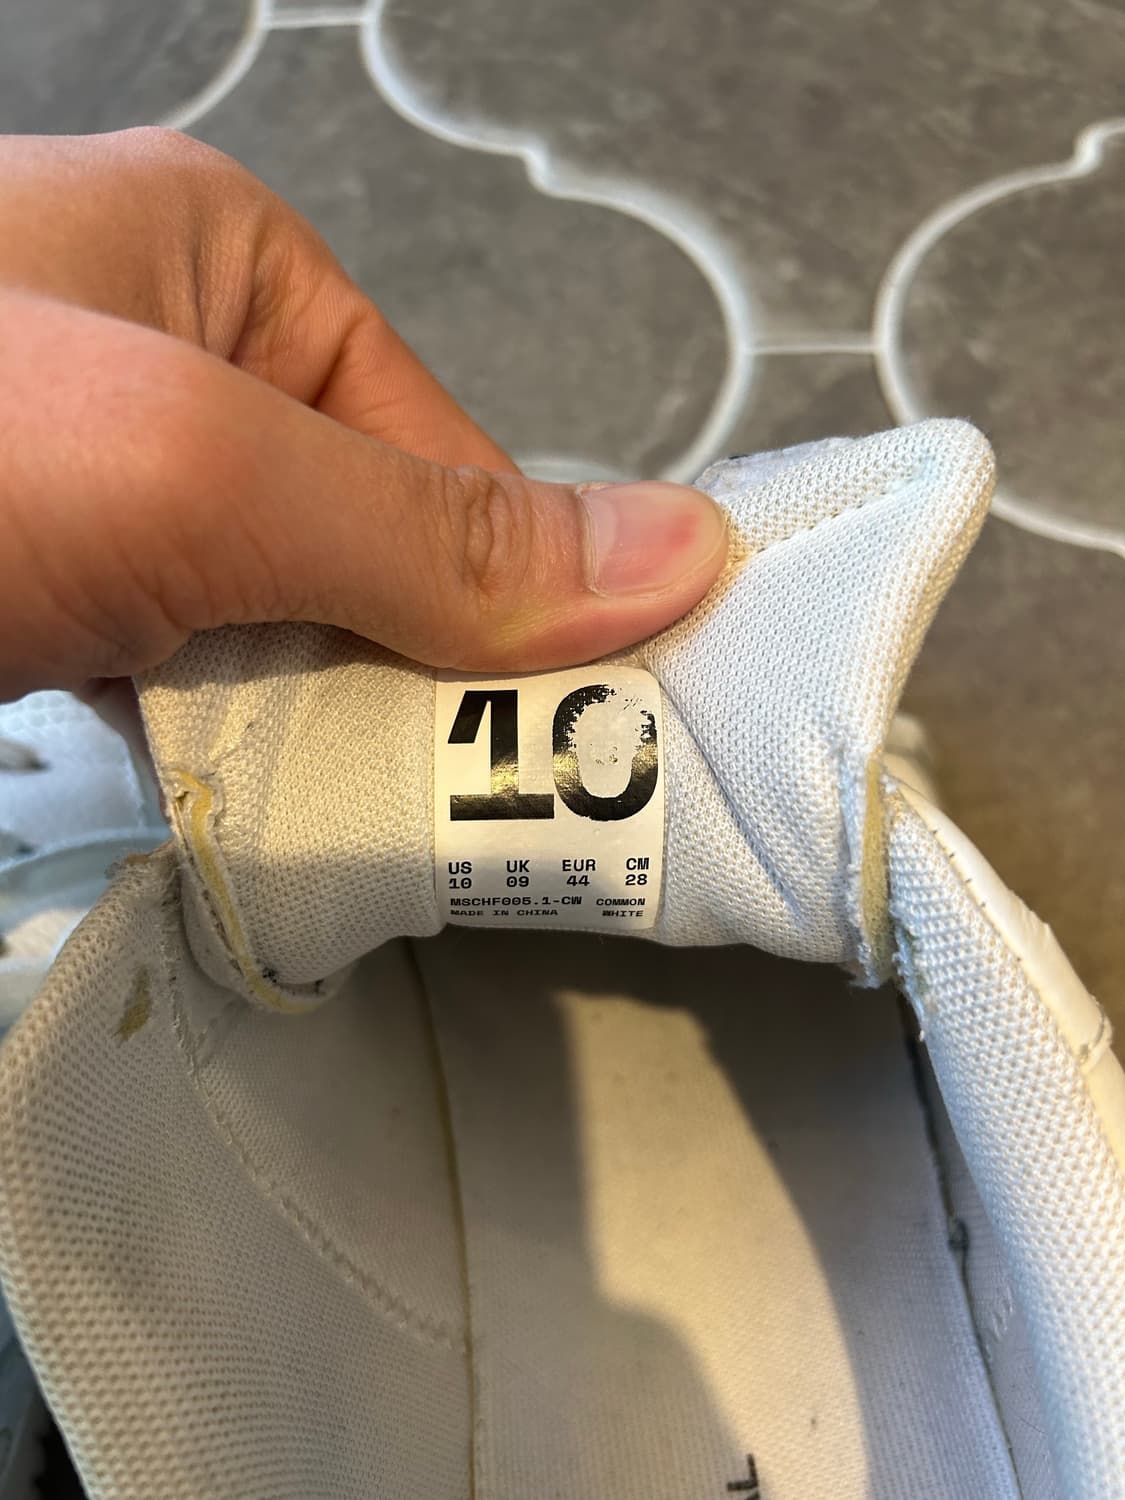 10
US UK EUR CM
10 09 44 28
MSCHF005.1-CW COMMON
MADE IN CHINA WHITE